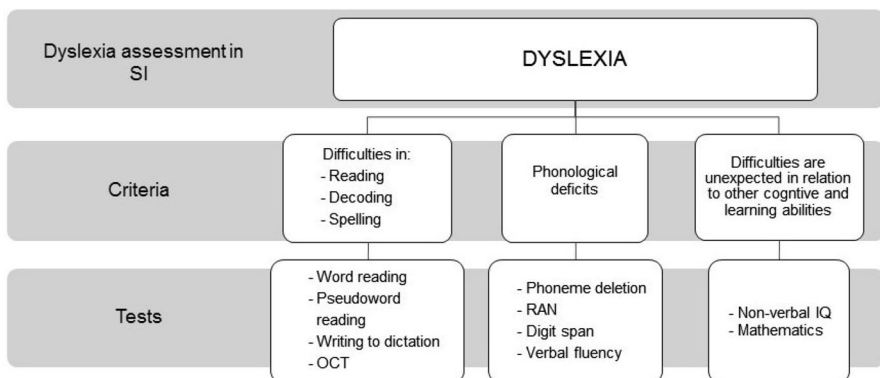 Dyslexia assessment in
SI
DYSLEXIA
Criteria
Difficulties in:
- Reading
- Decoding
- Spelling
Phonological
deficits
Difficulties are
unexpected in relation
to other cogntive and
learning abilities
Tests
- Word reading
- Pseudoword
reading
- Writing to dictation
- OCT
- Phoneme deletion
- RAN
- Digit span
- Verbal fluency
- Non-verbal IQ
- Mathematics